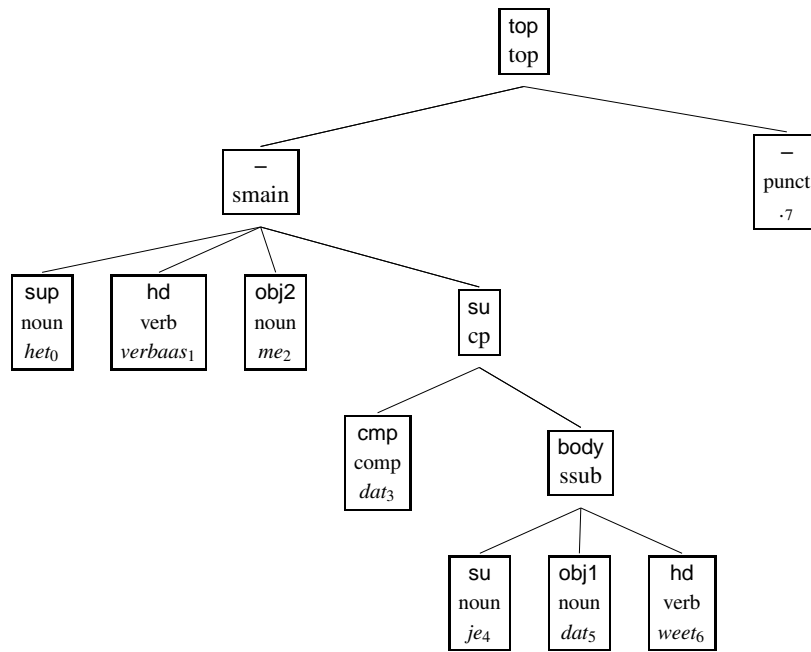 top
top
–
smain
–
punct
.7
sup
noun
het0
hd
verb
verbaas1
obj2
noun
me2
su
cp
cmp
comp
dat3
body
ssub
su
noun
je4
obj1
noun
dat5
hd
verb
weet6